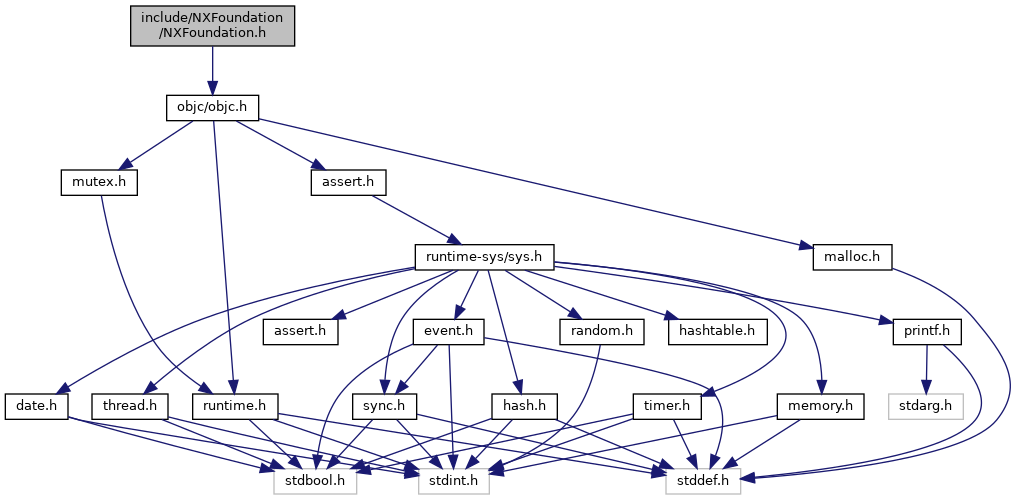 include/NXFoundation
/NXFoundation.h
objc/objc.h
mutex.h
assert.h
runtime-sys/sys.h
malloc.h
assert.h
event.h
random.h
hashtable.h
printf.h
date.h
thread.h
runtime.h
sync.h
hash.h
timer.h
memory.h
stdarg.h
stdbool.h
stdint.h
stddef.h